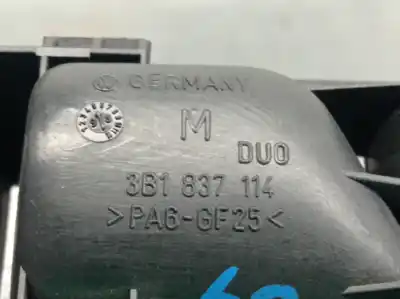 GERMANY
M
DUO
3B1 837 114
>PA6-GF25<